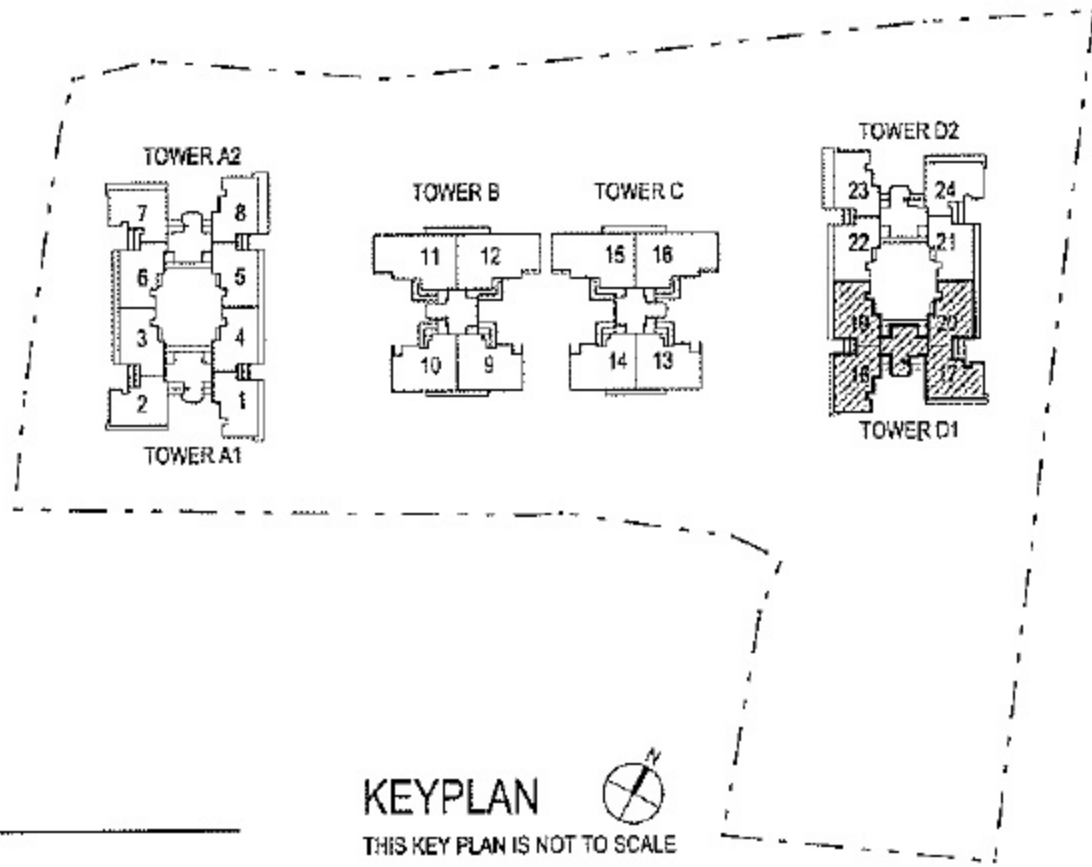 TOWER A2
7 8
6 5
3 4
2 1
TOWER A1
TOWER B
11 12
10 9
TOWER C
15 16
14 13
TOWER D2
23 24
22 21
19 20
17
TOWER D1
N
KEYPLAN
THIS KEY PLAN IS NOT TO SCALE